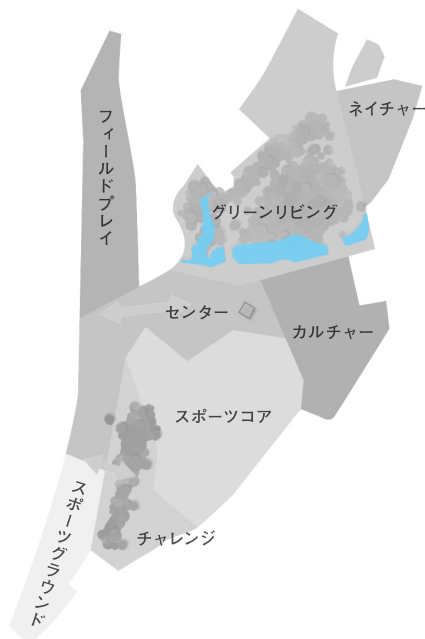 ネイチャー
フィールドプレイ
グリーンリビング
センター
カルチャー
スポーツコア
スポーツグラウンド
チャレンジ